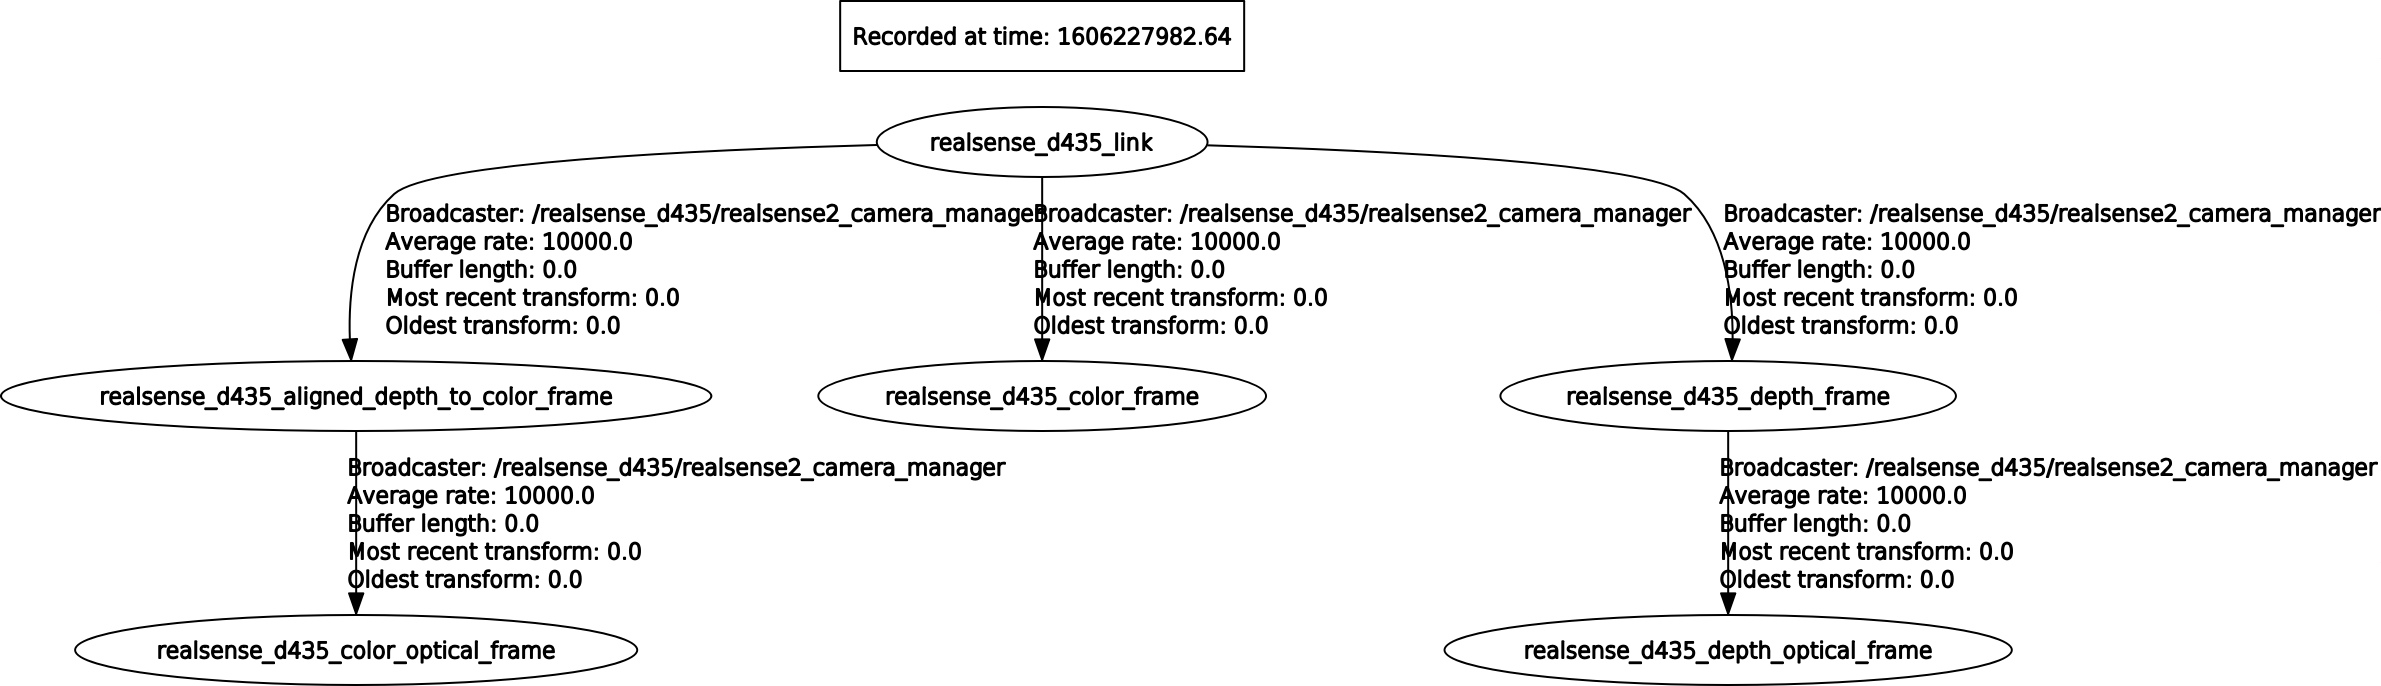 Recorded at time: 1606227982.64
realsense_d435_link
Broadcaster: /realsense_d435/realsense2_camera_manager
Average rate: 10000.0
Buffer length: 0.0
Most recent transform: 0.0
Oldest transform: 0.0
Broadcaster: /realsense_d435/realsense2_camera_manager
Average rate: 10000.0
Buffer length: 0.0
Most recent transform: 0.0
Oldest transform: 0.0
Broadcaster: /realsense_d435/realsense2_camera_manager
Average rate: 10000.0
Buffer length: 0.0
Most recent transform: 0.0
Oldest transform: 0.0
realsense_d435_aligned_depth_to_color_frame
realsense_d435_color_frame
realsense_d435_depth_frame
Broadcaster: /realsense_d435/realsense2_camera_manager
Average rate: 10000.0
Buffer length: 0.0
Most recent transform: 0.0
Oldest transform: 0.0
Broadcaster: /realsense_d435/realsense2_camera_manager
Average rate: 10000.0
Buffer length: 0.0
Most recent transform: 0.0
Oldest transform: 0.0
realsense_d435_color_optical_frame
realsense_d435_depth_optical_frame